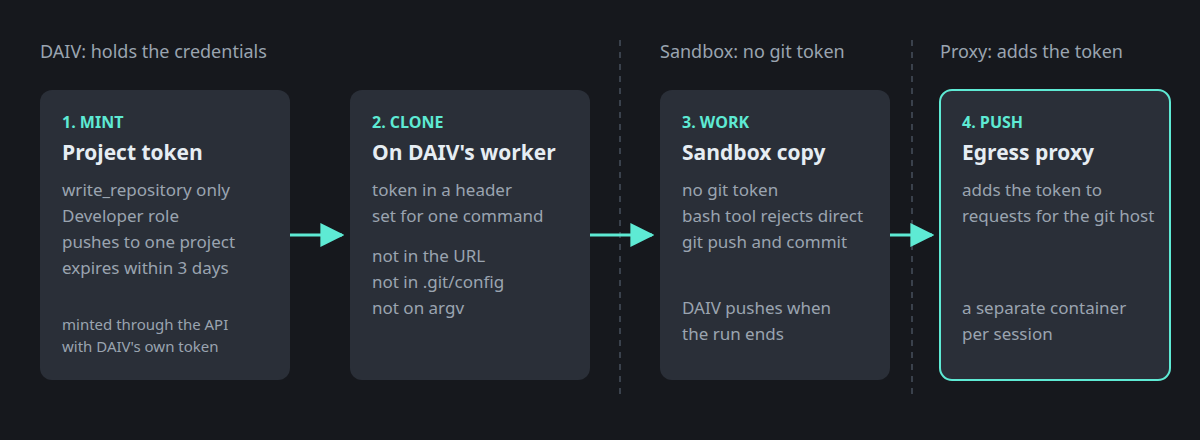 DAIV: holds the credentials
Sandbox: no git token
Proxy: adds the token
1. MINT
Project token
write_repository only
Developer role
pushes to one project
expires within 3 days
minted through the API
with DAIV's own token
2. CLONE
On DAIV's worker
token in a header
set for one command
not in the URL
not in .git/config
not on argv
3. WORK
Sandbox copy
no git token
bash tool rejects direct
git push and commit
DAIV pushes when
the run ends
4. PUSH
Egress proxy
adds the token to
requests for the git host
a separate container
per session